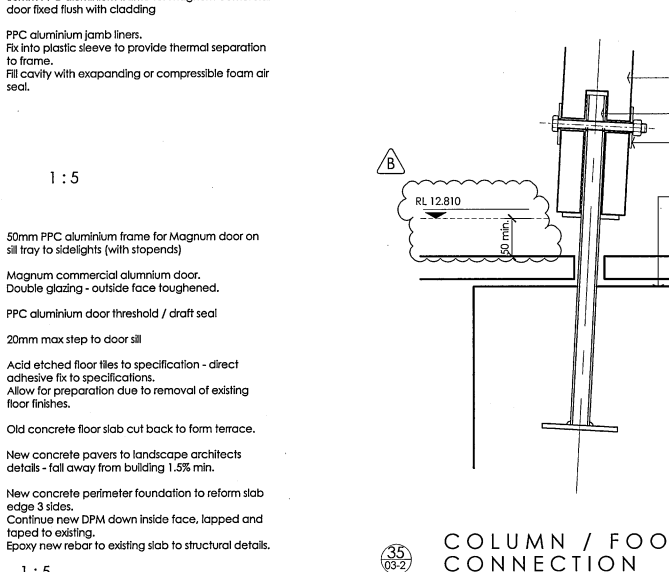 door fixed flush with cladding
PPC aluminium jamb liners.
Fix into plastic sleeve to provide thermal separation
to frame.
Fill cavity with exapanding or compressible foam air
seal.
1 : 5
50mm PPC aluminium frame for Magnum door on
sill tray to sidelights (with stopends)
Magnum commercial alumnium door.
Double glazing - outside face toughened.
PPC aluminium door threshold / draft seal
20mm max step to door sill
Acid etched floor tiles to specification - direct
adhesive fix to specifications.
Allow for preparation due to removal of existing
floor finishes.
Old concrete floor slab cut back to form terrace.
New concrete pavers to landscape architects
details - fall away from building 1.5% min.
New concrete perimeter foundation to reform slab
edge 3 sides.
Continue new DPM down inside face, lapped and
taped to existing.
Epoxy new rebar to existing slab to structural details.
1 : 5
B
RL 12.810
50 min.
35
03-2
COLUMN / FOO
CONNECTION